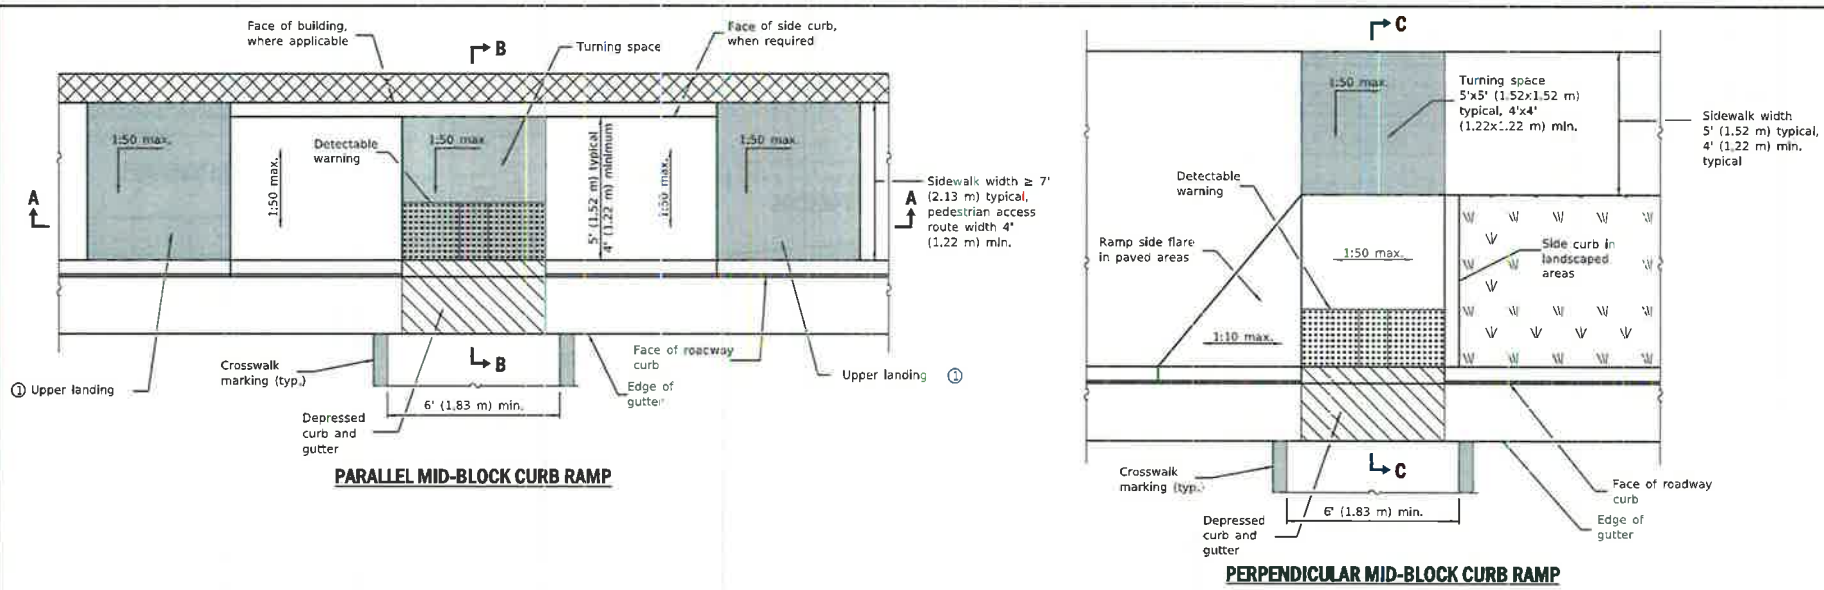 Face of building,
where applicable
B
Turning space
Face of side curb,
when required
1:50 max.
1:50 max.
Detectable
warning
1:50 max
5' (1.52 m) typical
4' (1.22 m) minimum
1:50 max.
1:50 max.
A
A
Sidewalk width ≥ 7'
(2.13 m) typical,
pedestrian access
route width 4'
(1.22 m) min.
① Upper landing
Crosswalk
marking (typ.)
B
Face of roadway
curb
Edge of
gutter
Upper landing ①
6' (1.83 m) min.
Depressed
curb and
gutter
PARALLEL MID-BLOCK CURB RAMP
C
1:50 max.
Turning space
5'x5' (1.52x1.52 m)
typical, 4'x4'
(1.22x1.22 m) min.
Sidewalk width
5' (1.52 m) typical,
4' (1.22 m) min.
typical
Detectable
warning
Ramp side flare
in paved areas
1:50 max.
Side curb in
landscaped
areas
1:10 max.
C
Crosswalk
marking (typ.)
Face of roadway
curb
6' (1.83 m) min.
Edge of
gutter
Depressed
curb and
gutter
PERPENDICULAR MID-BLOCK CURB RAMP